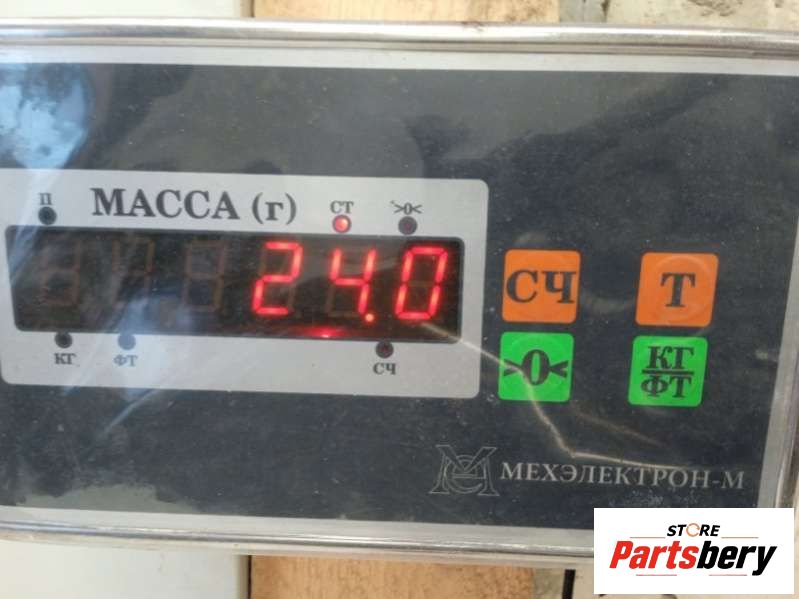 П
МАССА (г)
СТ
>0<
24.0
КГ
ФТ
СЧ
СЧ
Т
>0<
КГ
ФТ
МЕХЭЛЕКТРОН-М
STORE
Partsbery